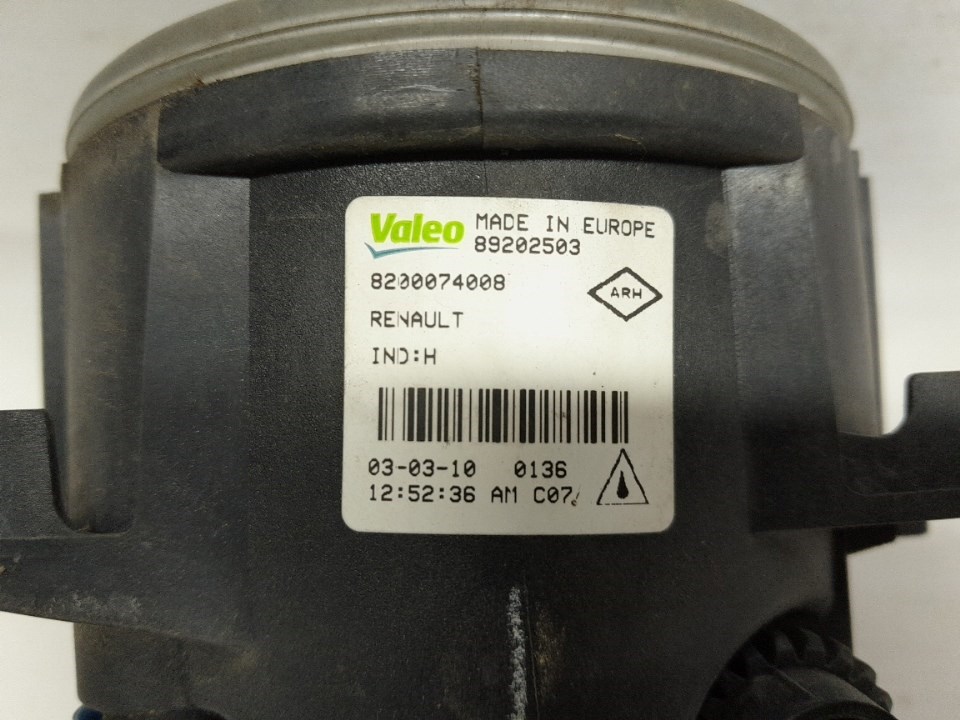 Valeo MADE IN EUROPE
89202503
8200074008
ARH
RENAULT
IND:H
03-03-10 0136
12:52:36 AM C07